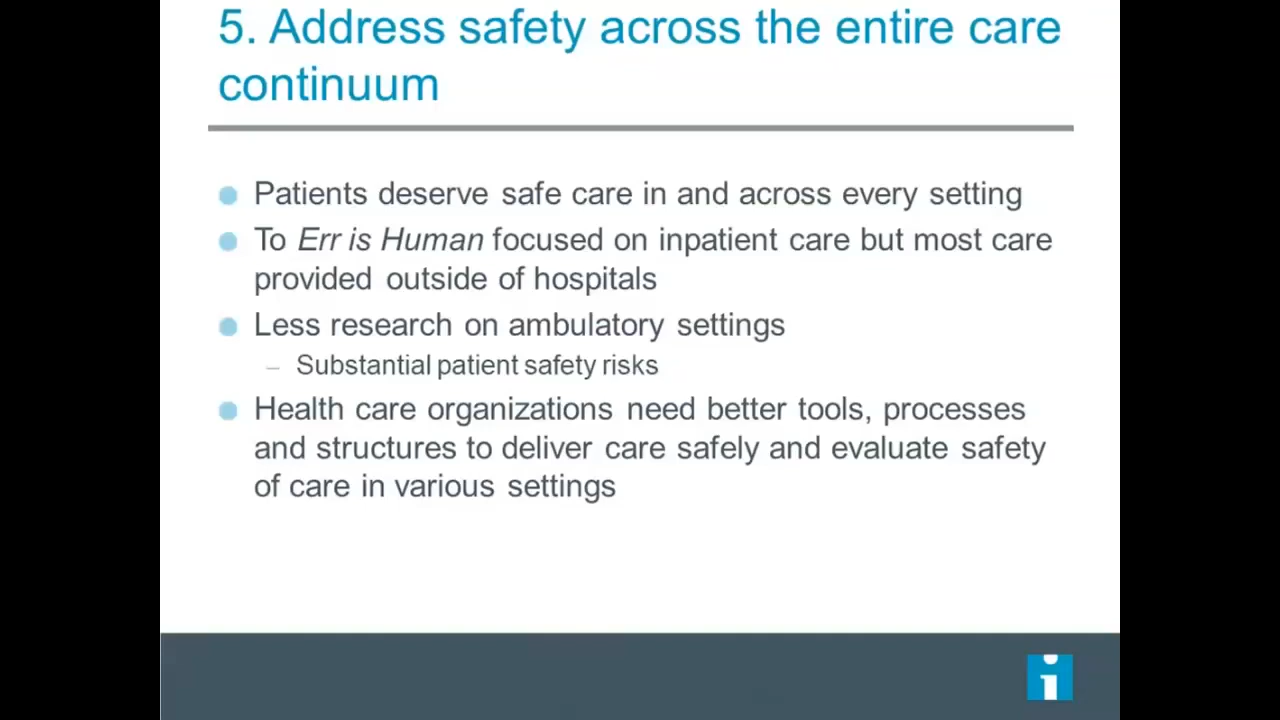 5. Address safety across the entire care
continuum
Patients deserve safe care in and across every setting
To Err is Human focused on inpatient care but most care
provided outside of hospitals
Less research on ambulatory settings
– Substantial patient safety risks
Health care organizations need better tools, processes
and structures to deliver care safely and evaluate safety
of care in various settings
i